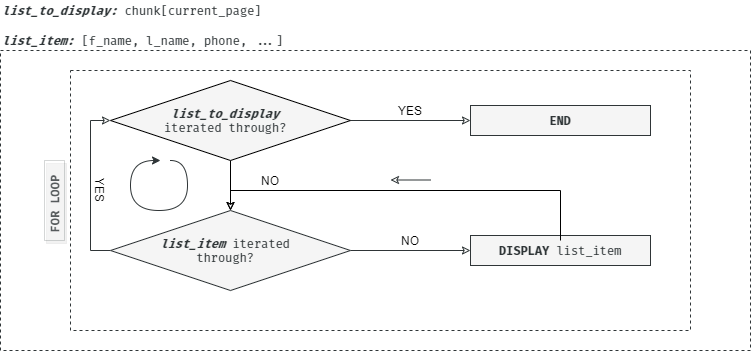 list_to_display: chunk[current_page]
list_item: [f_name, l_name, phone, ...]
list_to_display
iterated through?
YES
END
FOR LOOP
YES
NO
list_item iterated
through?
NO
DISPLAY list_item